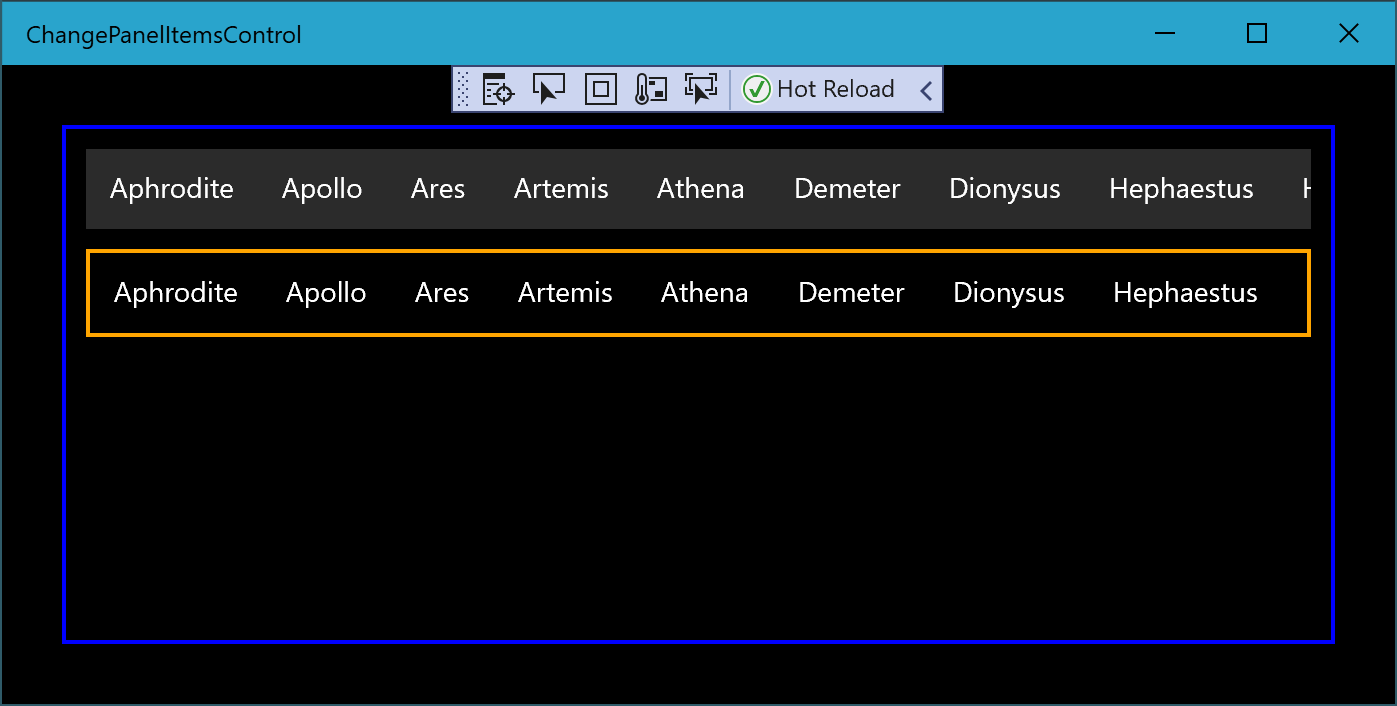 ChangePanelItemsControl
Hot Reload
Aphrodite Apollo Ares Artemis Athena Demeter Dionysus Hephaestus
Aphrodite Apollo Ares Artemis Athena Demeter Dionysus Hephaestus